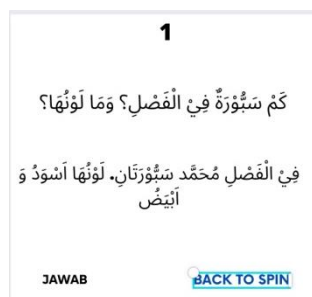 1
كَمْ سَبُّوْرَةٌ فِيْ الْفَصْلِ؟ وَمَا لَوْنُهَا؟
فِيْ الْفَصْلِ مُحَمَّد سَبُّوْرَتَانِ. لَوْنُهَا اَسْوَدُ وَ
اَبْيَضُ
JAWAB
BACK TO SPIN